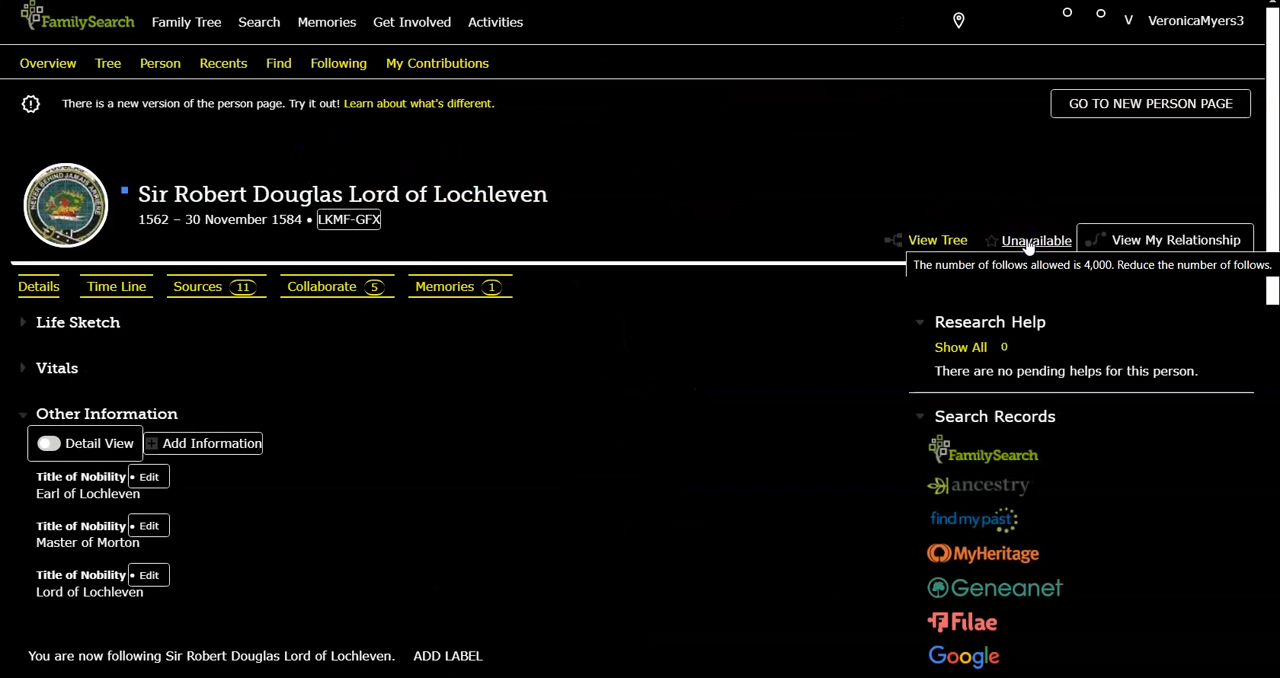 FamilySearch Family Tree Search Memories Get Involved Activities V VeronicaMyers3
Overview Tree Person Recents Find Following My Contributions
There is a new version of the person page. Try it out! Learn about what's different. GO TO NEW PERSON PAGE
Sir Robert Douglas Lord of Lochleven
1562 – 30 November 1584 • LKMF-GFX
View Tree Unavailable View My Relationship
The number of follows allowed is 4,000. Reduce the number of follows.
Details Time Line Sources 11 Collaborate 5 Memories 1
Life Sketch
Vitals
Other Information
Detail View Add Information
Title of Nobility • Edit
Earl of Lochleven
Title of Nobility • Edit
Master of Morton
Title of Nobility • Edit
Lord of Lochleven
You are now following Sir Robert Douglas Lord of Lochleven. ADD LABEL
Research Help
Show All 0
There are no pending helps for this person.
Search Records
FamilySearch
ancestry
findmypast
MyHeritage
Geneanet
Filae
Google